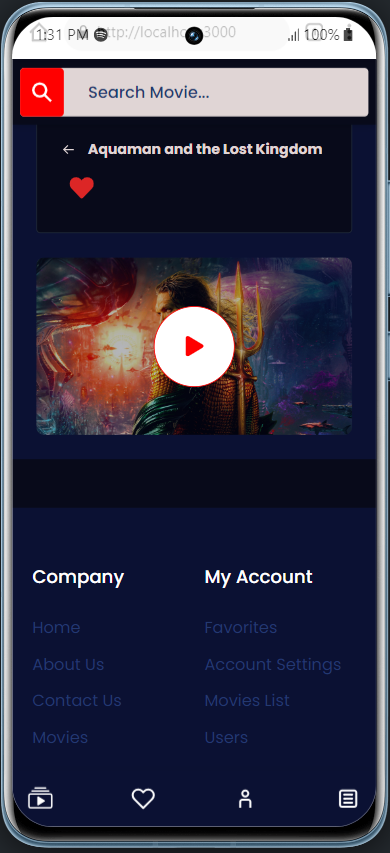 1:31 PM http://localhost:3000 100%
Search Movie...
Aquaman and the Lost Kingdom
Company My Account
Home Favorites
About Us Account Settings
Contact Us Movies List
Movies Users